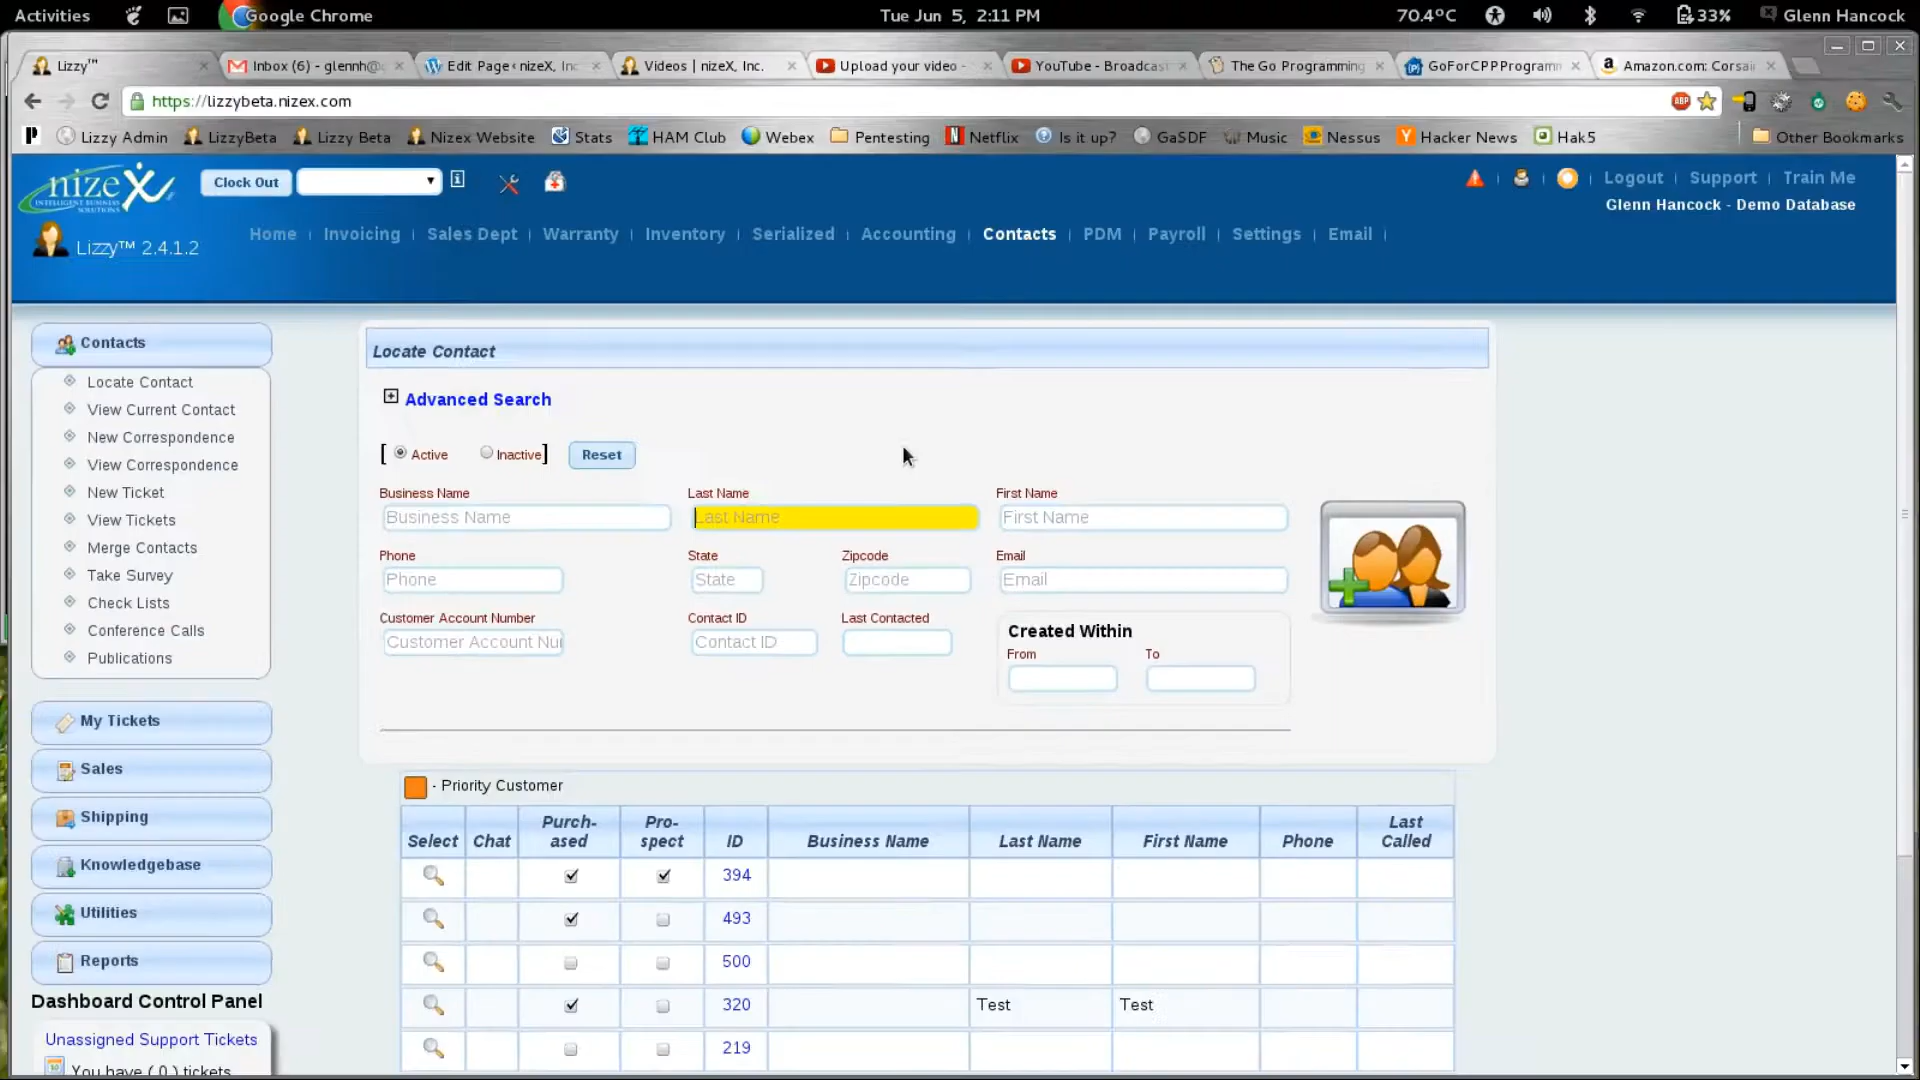 Activities Google Chrome Tue Jun 5, 2:11 PM 70.4°C 33% Glenn Hancock
Lizzy™ Inbox (6) - glennh@ Wordpress Edit Page ‹ nizeX, Inc Videos | nizeX, Inc. Upload your video - YouTube - Broadcast The Go Programming GoForCPPProgramm Amazon.com: Corsair
https://lizzybeta.nizex.com ABP
Lizzy Admin LizzyBeta Lizzy Beta Nizex Website Stats HAM Club Webex Pentesting Netflix Is it up? GaSDF Music Nessus Hacker News Hak5 Other Bookmarks
nizeX Clock Out Logout Support Train Me
INTELLIGENT BUSINESS SOLUTIONS
Glenn Hancock - Demo Database
Lizzy™ 2.4.1.2 Home Invoicing Sales Dept Warranty Inventory Serialized Accounting Contacts PDM Payroll Settings Email
Contacts
Locate Contact
View Current Contact
New Correspondence
View Correspondence
New Ticket
View Tickets
Merge Contacts
Take Survey
Check Lists
Conference Calls
Publications
My Tickets
Sales
Shipping
Knowledgebase
Utilities
Reports
Dashboard Control Panel
Unassigned Support Tickets
You have ( 0 ) tickets
Locate Contact
Advanced Search
[ Active Inactive] Reset
Business Name Last Name First Name
Business Name Last Name First Name
Phone State Zipcode Email
Phone State Zipcode Email
Customer Account Number Contact ID Last Contacted
Customer Account Nu Contact ID
Created Within
From To
- Priority Customer
Select Chat Purch-ased Pro-spect ID Business Name Last Name First Name Phone Last Called
394
493
500
320 Test Test
219